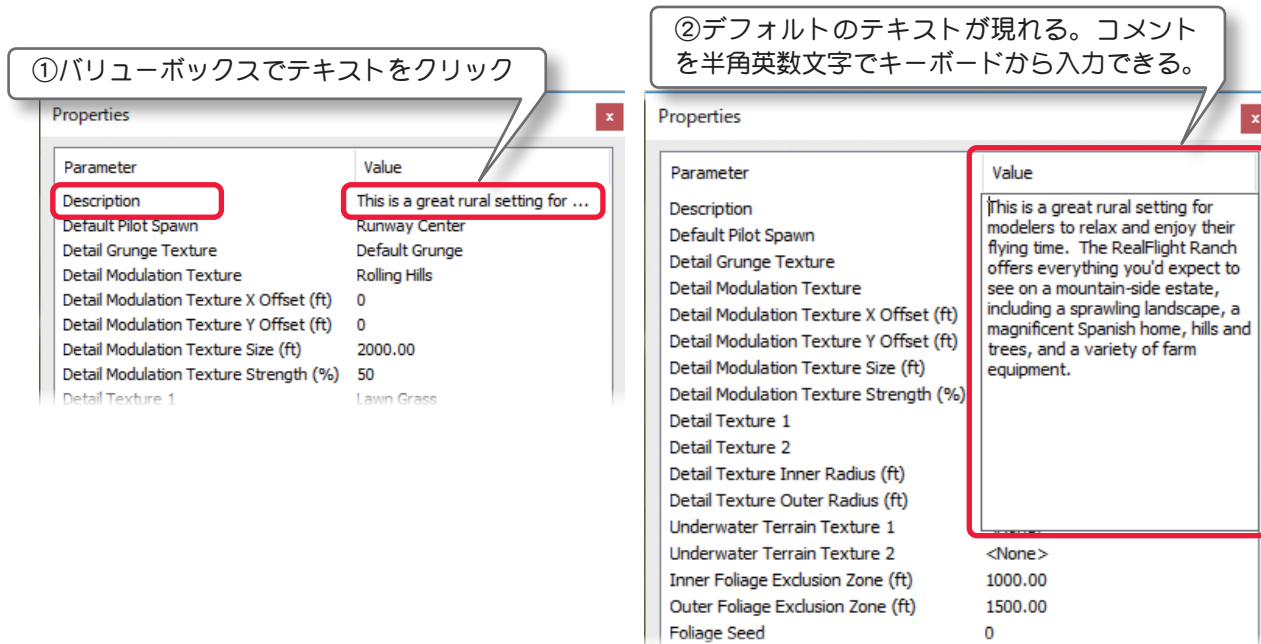 ①バリューボックスでテキストをクリック
Properties
x
Parameter Value
Description This is a great rural setting for ...
Default Pilot Spawn Runway Center
Detail Grunge Texture Default Grunge
Detail Modulation Texture Rolling Hills
Detail Modulation Texture X Offset (ft) 0
Detail Modulation Texture Y Offset (ft) 0
Detail Modulation Texture Size (ft) 2000.00
Detail Modulation Texture Strength (%) 50
Detail Texture 1 Lawn Grass
②デフォルトのテキストが現れる。コメント
を半角英数文字でキーボードから入力できる。
Properties
x
Parameter
Description
Default Pilot Spawn
Detail Grunge Texture
Detail Modulation Texture
Detail Modulation Texture X Offset (ft)
Detail Modulation Texture Y Offset (ft)
Detail Modulation Texture Size (ft)
Detail Modulation Texture Strength (%)
Detail Texture 1
Detail Texture 2
Detail Texture Inner Radius (ft)
Detail Texture Outer Radius (ft)
Underwater Terrain Texture 1
Value
This is a great rural setting for
modelers to relax and enjoy their
flying time. The RealFlight Ranch
offers everything you'd expect to
see on a mountain-side estate,
including a sprawling landscape, a
magnificent Spanish home, hills and
trees, and a variety of farm
equipment.
Underwater Terrain Texture 2 <None>
Inner Foliage Exclusion Zone (ft) 1000.00
Outer Foliage Exclusion Zone (ft) 1500.00
Foliage Seed 0